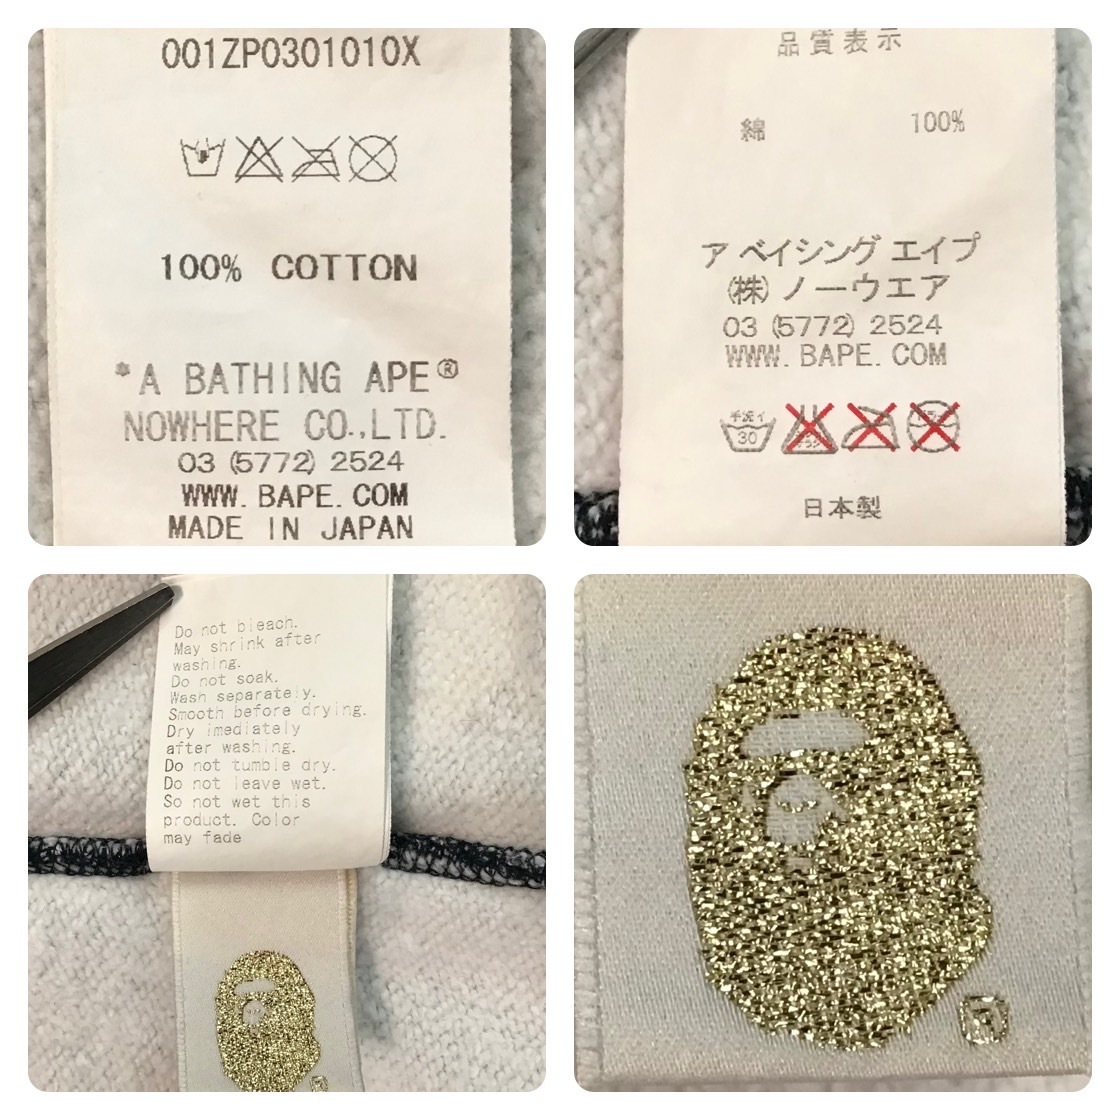 001ZP0301010X
100% COTTON
*A BATHING APE®
NOWHERE CO.,LTD.
03 (5772) 2524
WWW. BAPE. COM
MADE IN JAPAN
品質表示
綿 100%
ア ベイシング エイプ
(株) ノーウエア
03 (5772) 2524
WWW. BAPE. COM
手洗イ
30
日本製
Do not bleach.
May shrink after
washing.
Do not soak.
Wash separately.
Smooth before drying.
Dry imediately
after washing.
Do not tumble dry.
Do not leave wet.
So not wet this
product. Color
may fade
R